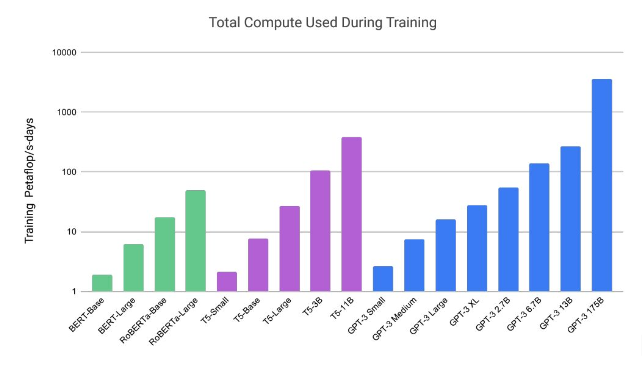 Total Compute Used During Training
Training Petaflop/s-days
10000
1000
100
10
1
BERT-Base
BERT-Large
RoBERTa-Base
RoBERTa-Large
T5-Small
T5-Base
T5-Large
T5-3B
T5-11B
GPT-3 Small
GPT-3 Medium
GPT-3 Large
GPT-3 XL
GPT-3 2.7B
GPT-3 6.7B
GPT-3 13B
GPT-3 175B